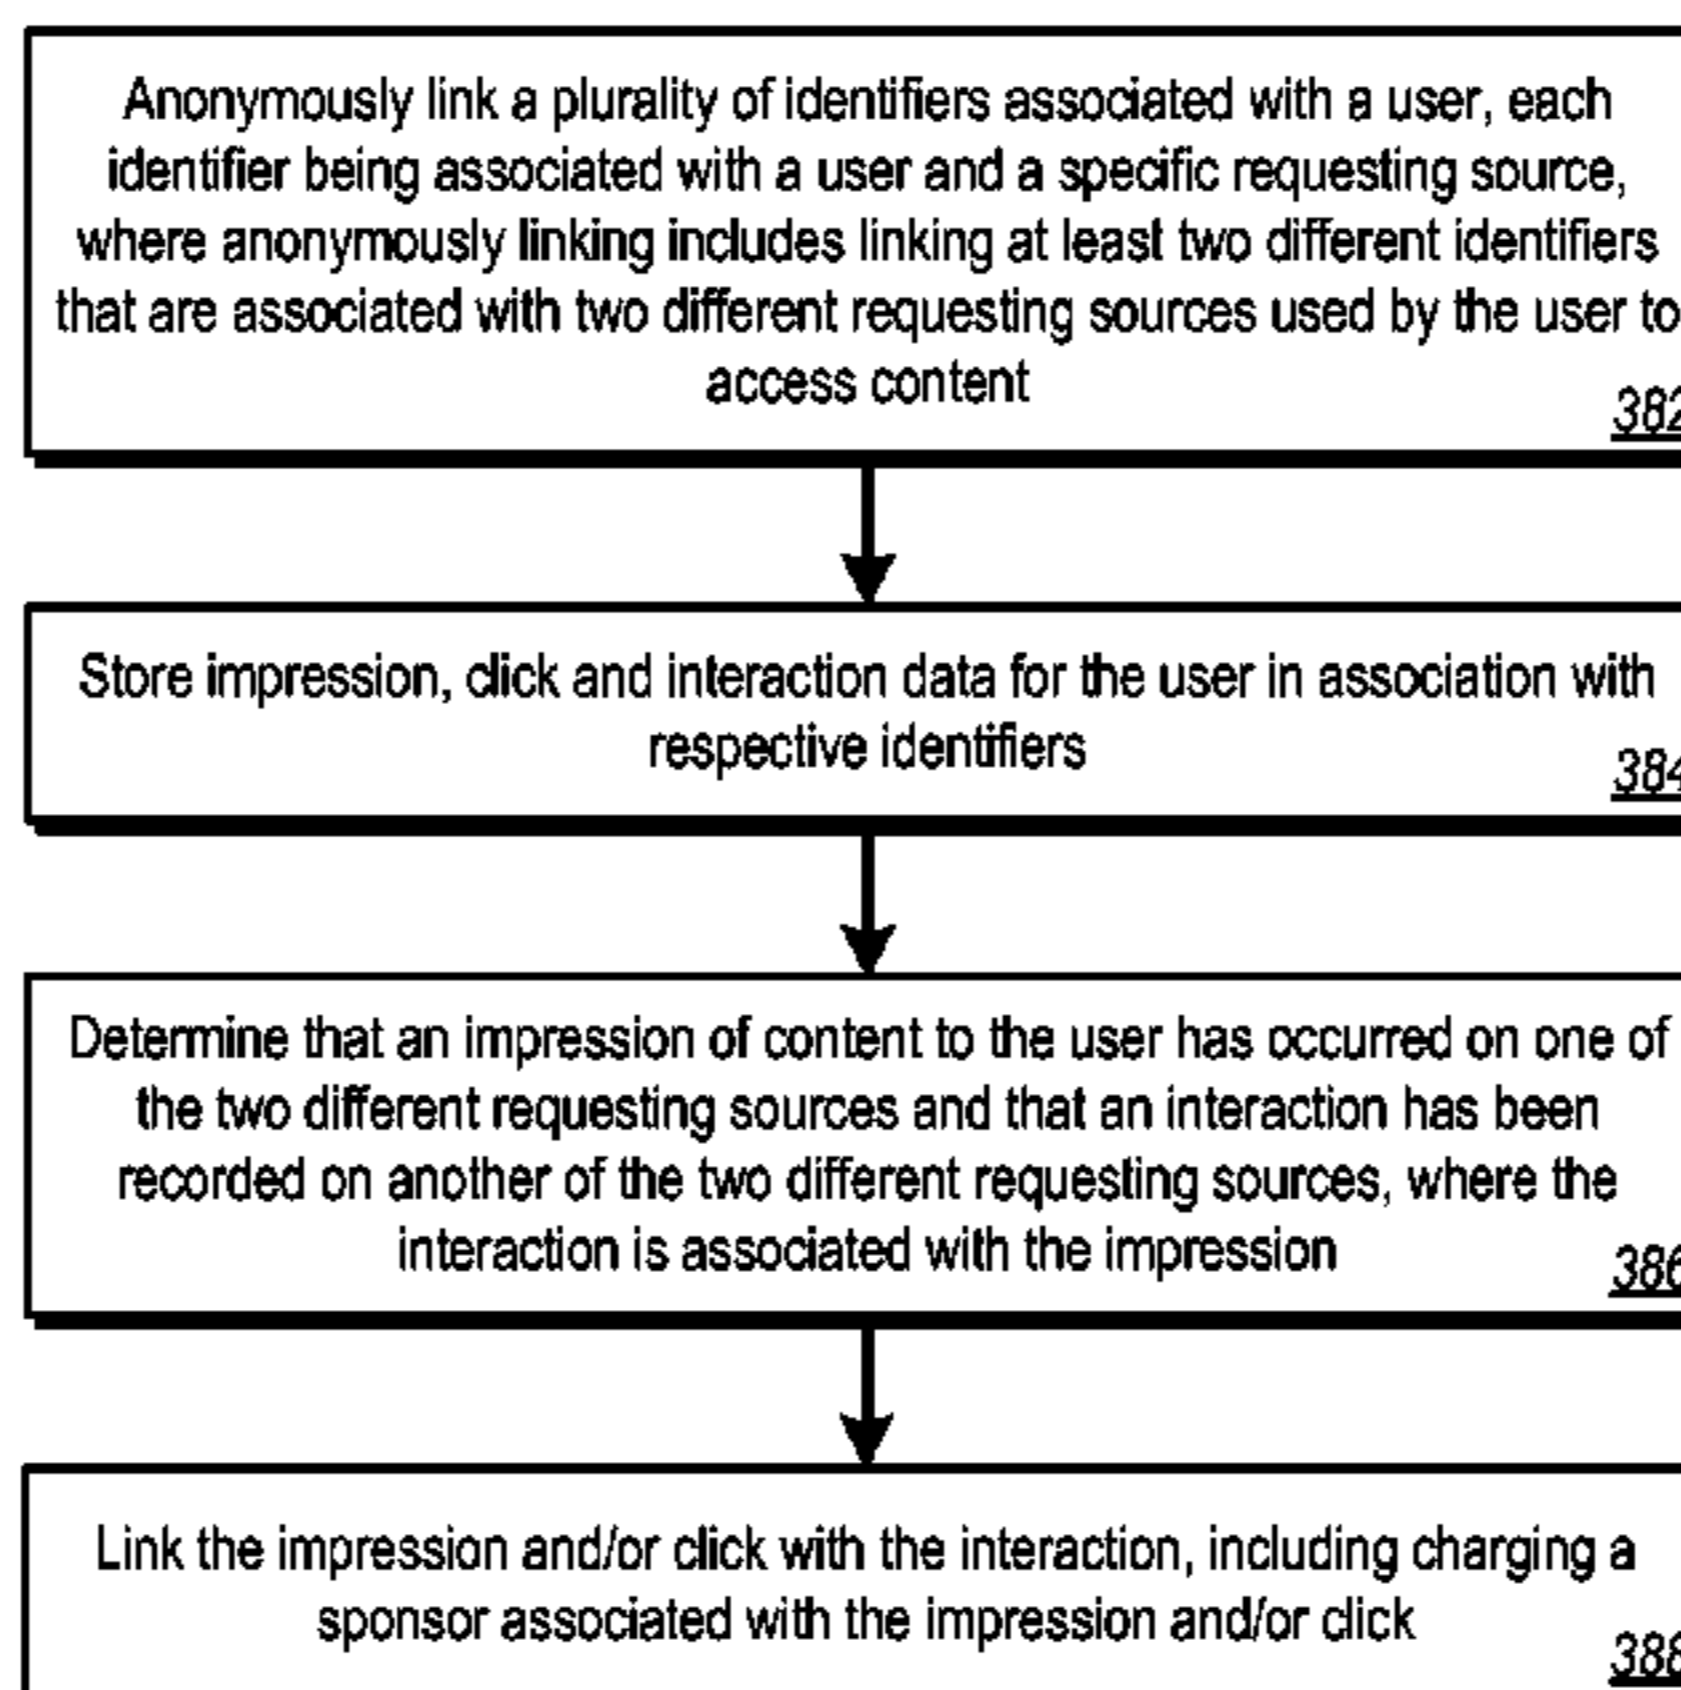 Anonymously link a plurality of identifiers associated with a user, each
identifier being associated with a user and a specific requesting source,
where anonymously linking includes linking at least two different identifiers
that are associated with two different requesting sources used by the user to
access content
382
Store impression, click and interaction data for the user in association with
respective identifiers
384
Determine that an impression of content to the user has occurred on one of
the two different requesting sources and that an interaction has been
recorded on another of the two different requesting sources, where the
interaction is associated with the impression
386
Link the impression and/or click with the interaction, including charging a
sponsor associated with the impression and/or click
388